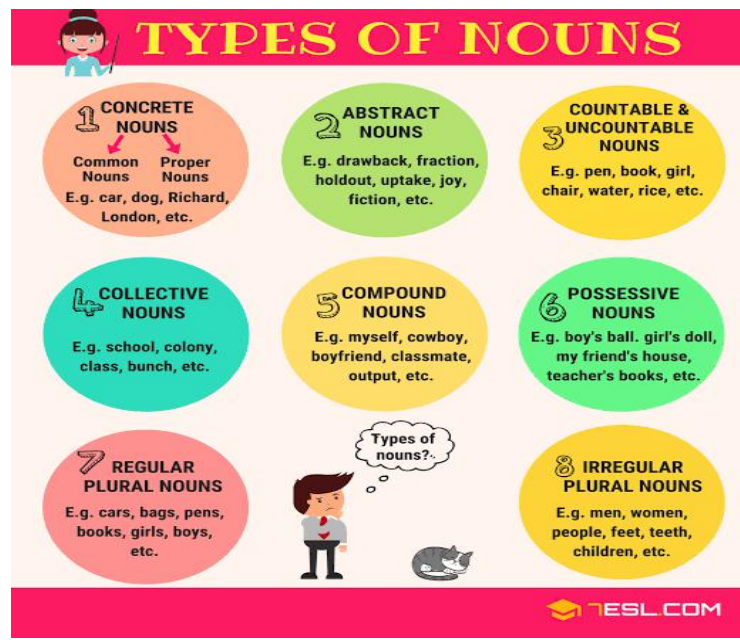 TYPES OF NOUNS
1 CONCRETE
NOUNS
Common Proper
Nouns Nouns
E.g. car, dog, Richard,
London, etc.
2 ABSTRACT
NOUNS
E.g. drawback, fraction,
holdout, uptake, joy,
fiction, etc.
COUNTABLE &
3 UNCOUNTABLE
NOUNS
E.g. pen, book, girl,
chair, water, rice, etc.
4 COLLECTIVE
NOUNS
E.g. school, colony,
class, bunch, etc.
5 COMPOUND
NOUNS
E.g. myself, cowboy,
boyfriend, classmate,
output, etc.
6 POSSESSIVE
NOUNS
E.g. boy's ball. girl's doll,
my friend's house,
teacher's books, etc.
7 REGULAR
PLURAL NOUNS
E.g. cars, bags, pens,
books, girls, boys,
etc.
Types of
nouns?.
8 IRREGULAR
PLURAL NOUNS
E.g. men, women,
people, feet, teeth,
children, etc.
7ESL.COM